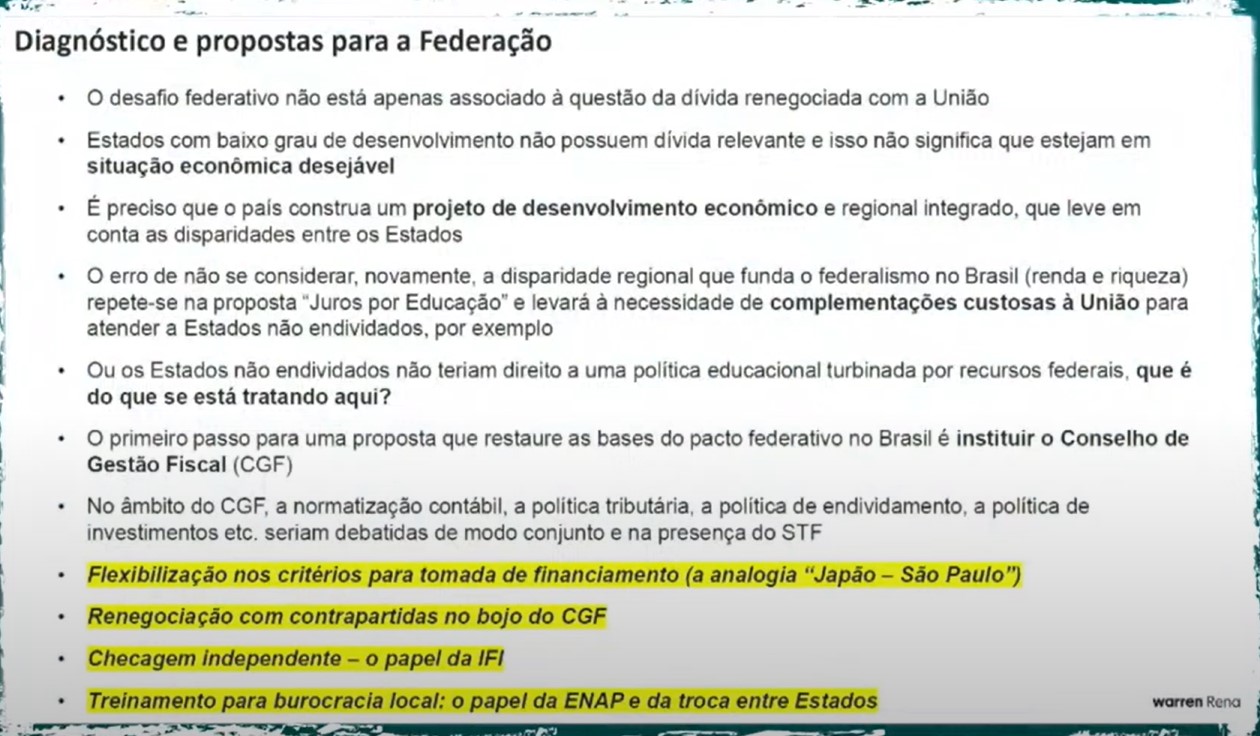 Diagnóstico e propostas para a Federação
• O desafio federativo não está apenas associado à questão da dívida renegociada com a União
• Estados com baixo grau de desenvolvimento não possuem dívida relevante e isso não significa que estejam em
situação econômica desejável
• É preciso que o país construa um projeto de desenvolvimento econômico e regional integrado, que leve em
conta as disparidades entre os Estados
• O erro de não se considerar, novamente, a disparidade regional que funda o federalismo no Brasil (renda e riqueza)
repete-se na proposta “Juros por Educação” e levará à necessidade de complementações custosas à União para
atender a Estados não endividados, por exemplo
• Ou os Estados não endividados não teriam direito a uma política educacional turbinada por recursos federais, que é
do que se está tratando aqui?
• O primeiro passo para uma proposta que restaure as bases do pacto federativo no Brasil é instituir o Conselho de
Gestão Fiscal (CGF)
• No âmbito do CGF, a normatização contábil, a política tributária, a política de endividamento, a política de
investimentos etc. seriam debatidas de modo conjunto e na presença do STF
• Flexibilização nos critérios para tomada de financiamento (a analogia “Japão – São Paulo”)
• Renegociação com contrapartidas no bojo do CGF
• Checagem independente – o papel da IFI
• Treinamento para burocracia local: o papel da ENAP e da troca entre Estados
warren Rena